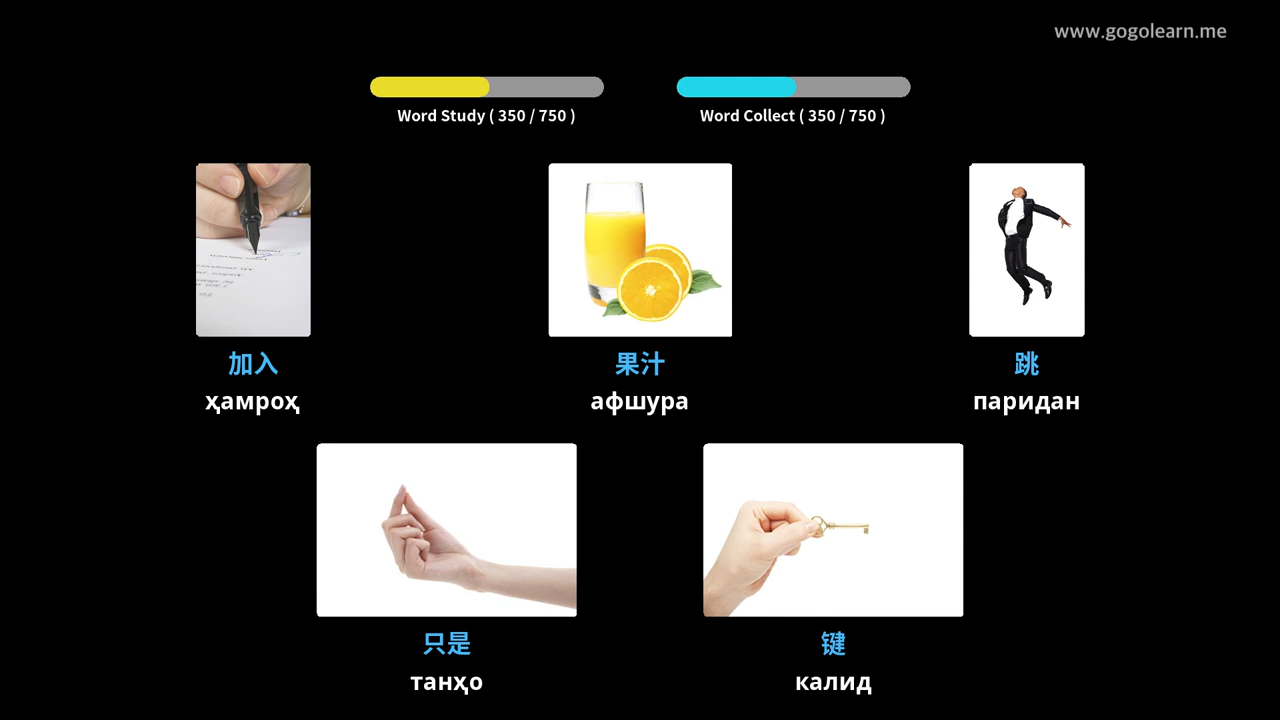 www.gogolearn.me
Word Study ( 350 / 750 )
Word Collect ( 350 / 750 )
加入
ҳамроҳ
果汁
афшура
跳
паридан
只是
танҳо
键
калид